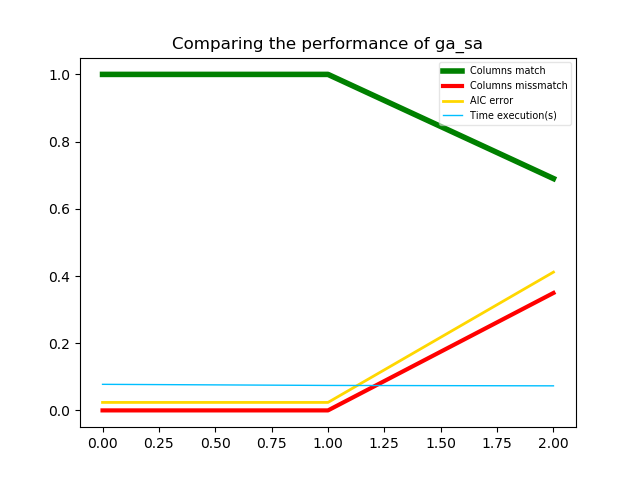 Comparing the performance of ga_sa
Columns match
Columns missmatch
AIC error
Time execution(s)
1.0
0.8
0.6
0.4
0.2
0.0
0.00 0.25 0.50 0.75 1.00 1.25 1.50 1.75 2.00